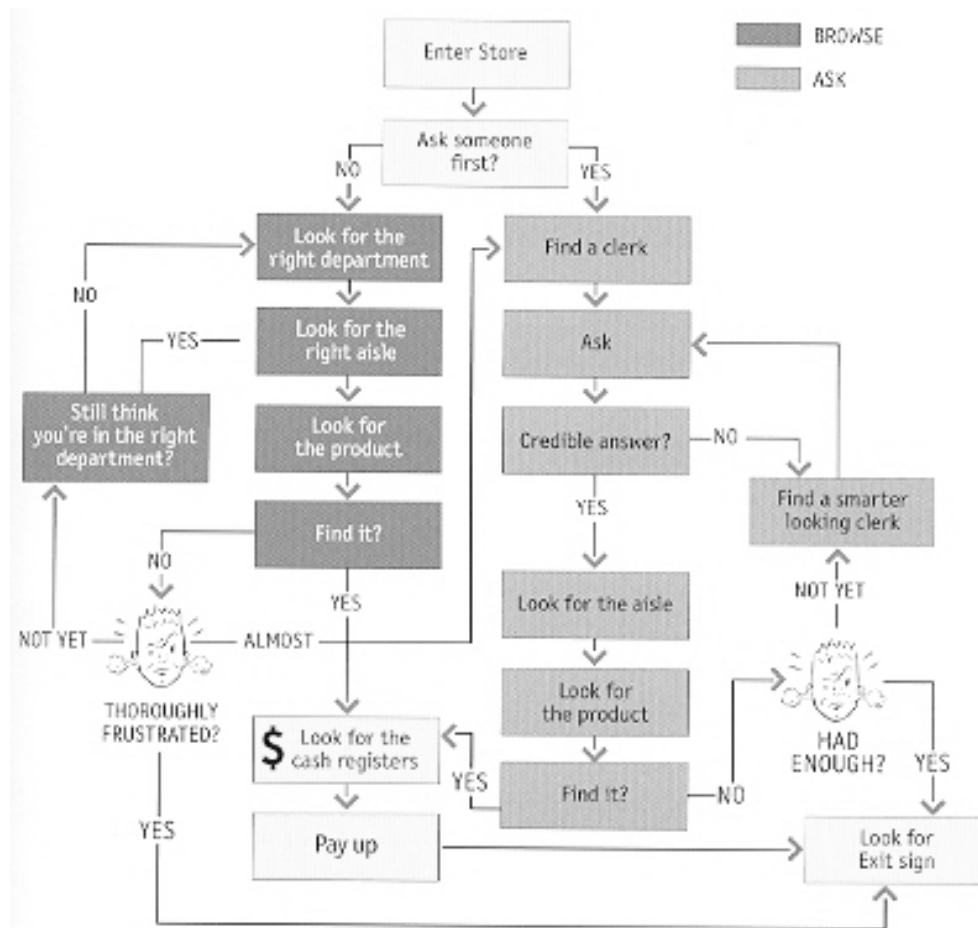 Enter Store
BROWSE
ASK
Ask someone
first?
NO
YES
Look for the
right department
Find a clerk
NO
YES
Look for the
right aisle
Ask
Still think
you're in the right
department?
Look for
the product
Credible answer?
NO
Find a smarter
looking clerk
YES
Find it?
NO
YES
Look for the aisle
NOT YET
NOT YET
ALMOST
THOROUGHLY
FRUSTRATED?
Look for
the product
HAD
ENOUGH?
$ Look for the
cash registers
YES
NO
YES
Find it?
YES
Pay up
Look for
Exit sign